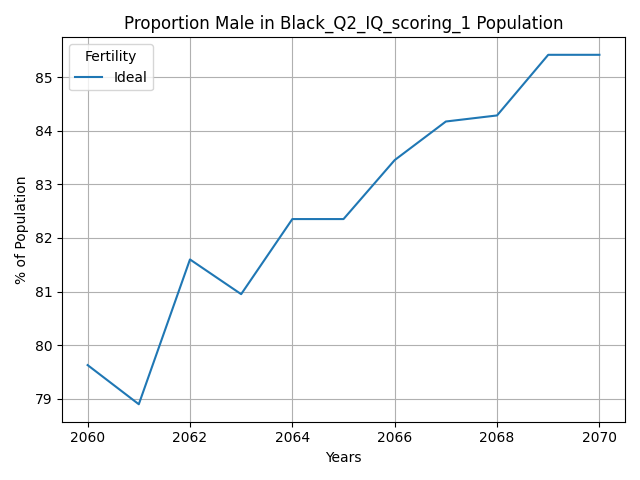 Proportion Male in Black_Q2_IQ_scoring_1 Population
Fertility
Ideal
% of Population
85
84
83
82
81
80
79
2060 2062 2064 2066 2068 2070
Years